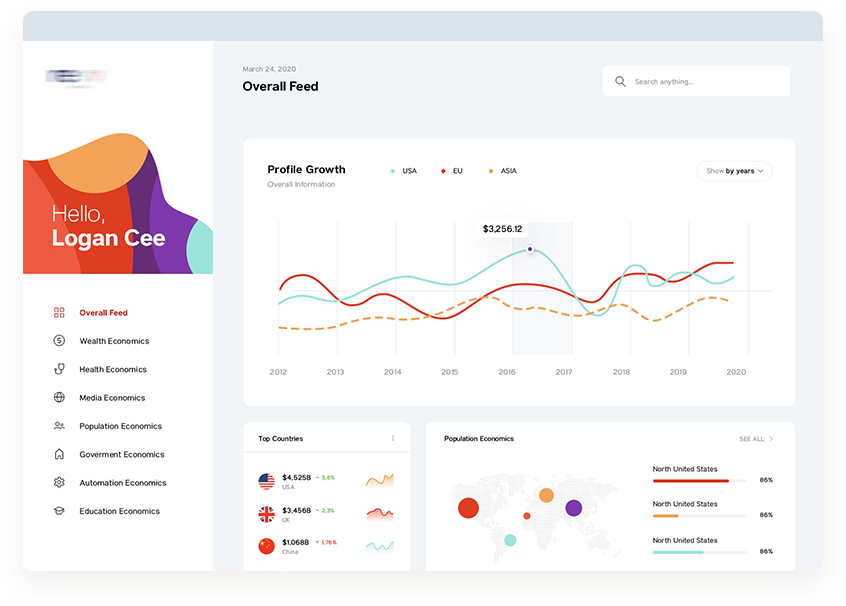 March 24, 2020
Overall Feed
Search anything...
Hello,
Logan Cee
Overall Feed
Wealth Economics
Health Economics
Media Economics
Population Economics
Goverment Economics
Automation Economics
Education Economics
Profile Growth
Overall Information
USA
EU
ASIA
Show by years
$3,256.12
2012 2013 2014 2015 2016 2017 2018 2019 2020
Top Countries
$4,525B 5,6%
USA
$3,456B 2,3%
UK
$1,068B 1,76%
China
Population Economics
SEE ALL
North United States
86%
North United States
86%
North United States
86%